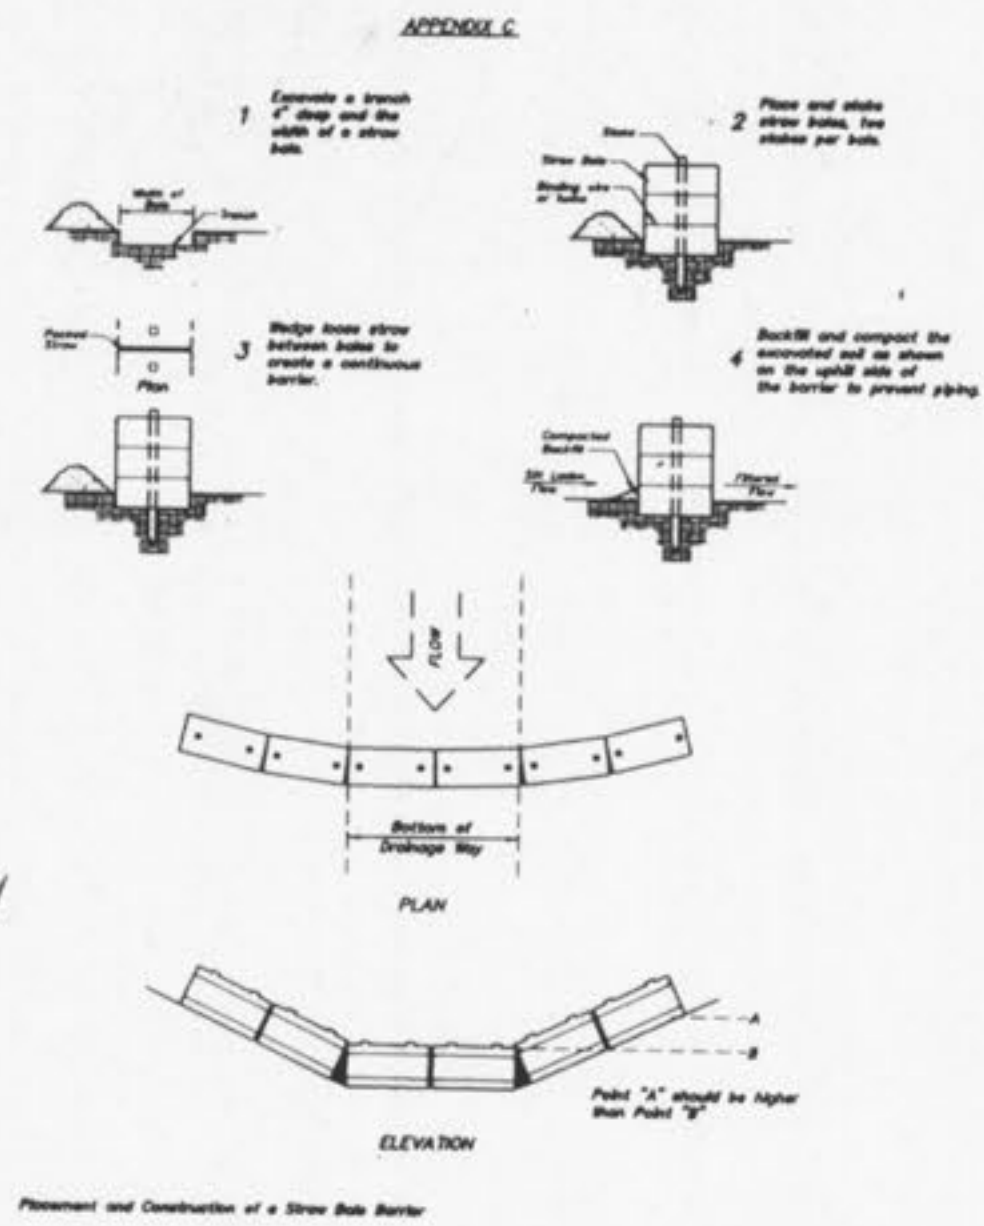 APPENDIX C
1
Excavate a trench
4" deep and the
width of a straw
bale.
Width of
Bale
Trench
2
Place and stake
straw bales, two
stakes per bale.
Stake
Straw Bale
Binding wire
or twine
3
Wedge loose straw
between bales to
create a continuous
barrier.
Packed
Straw
Plan
4
Backfill and compact the
excavated soil as shown
on the uphill side of
the barrier to prevent piping.
Compacted
Backfill
Silt Laden
Flow
Filtered
Flow
FLOW
Bottom of
Drainage Way
PLAN
A
B
Point "A" should be higher
than Point "B"
ELEVATION
Placement and Construction of a Straw Bale Barrier